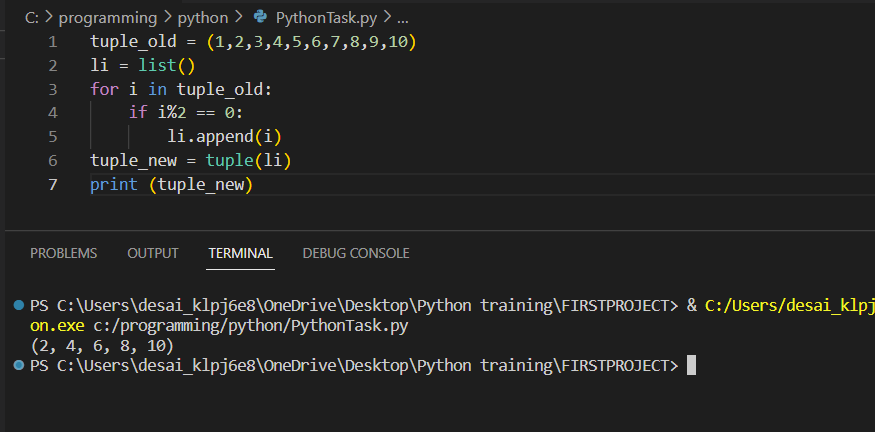 C: > programming > python > PythonTask.py > ...
1 tuple_old = (1,2,3,4,5,6,7,8,9,10)
2 li = list()
3 for i in tuple_old:
4 if i%2 == 0:
5 li.append(i)
6 tuple_new = tuple(li)
7 print (tuple_new)
PROBLEMS OUTPUT TERMINAL DEBUG CONSOLE
PS C:\Users\desai_klpj6e8\OneDrive\Desktop\Python training\FIRSTPROJECT> & C:/Users/desai_klpj
on.exe c:/programming/python/PythonTask.py
(2, 4, 6, 8, 10)
PS C:\Users\desai_klpj6e8\OneDrive\Desktop\Python training\FIRSTPROJECT>